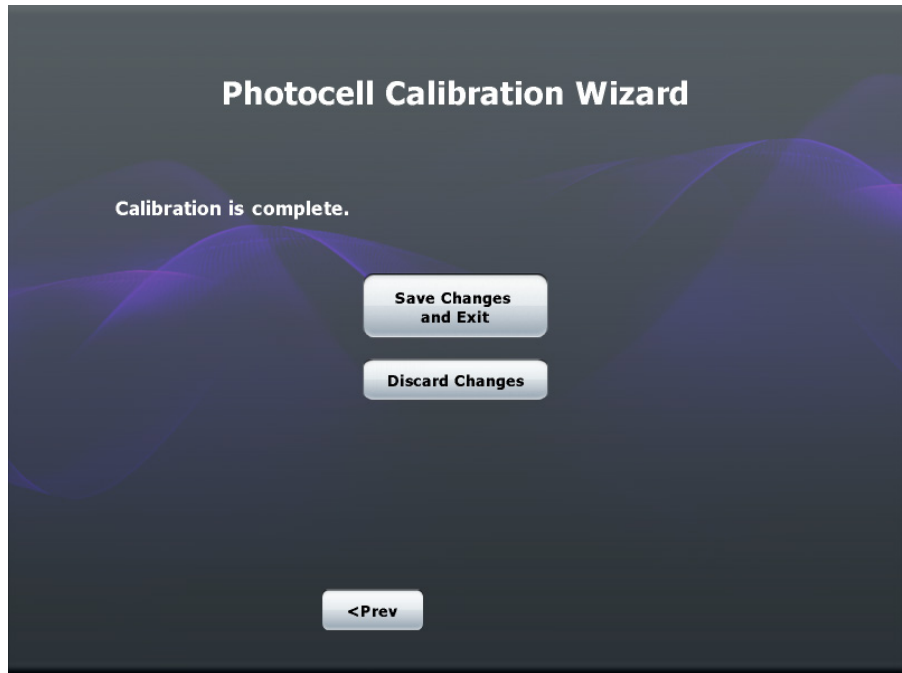 Photocell Calibration Wizard
Calibration is complete.
Save Changes
and Exit
Discard Changes
<Prev